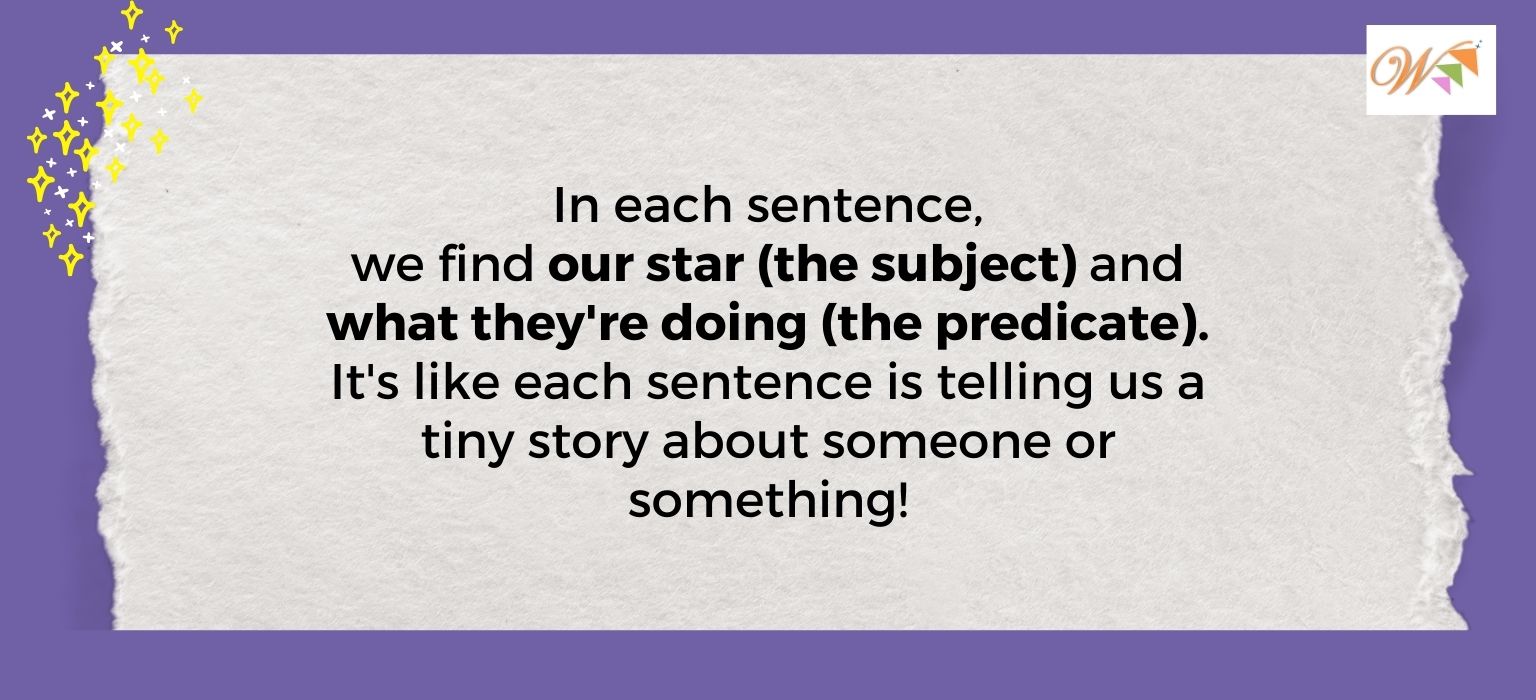 W
In each sentence,
we find our star (the subject) and
what they're doing (the predicate).
It's like each sentence is telling us a
tiny story about someone or
something!